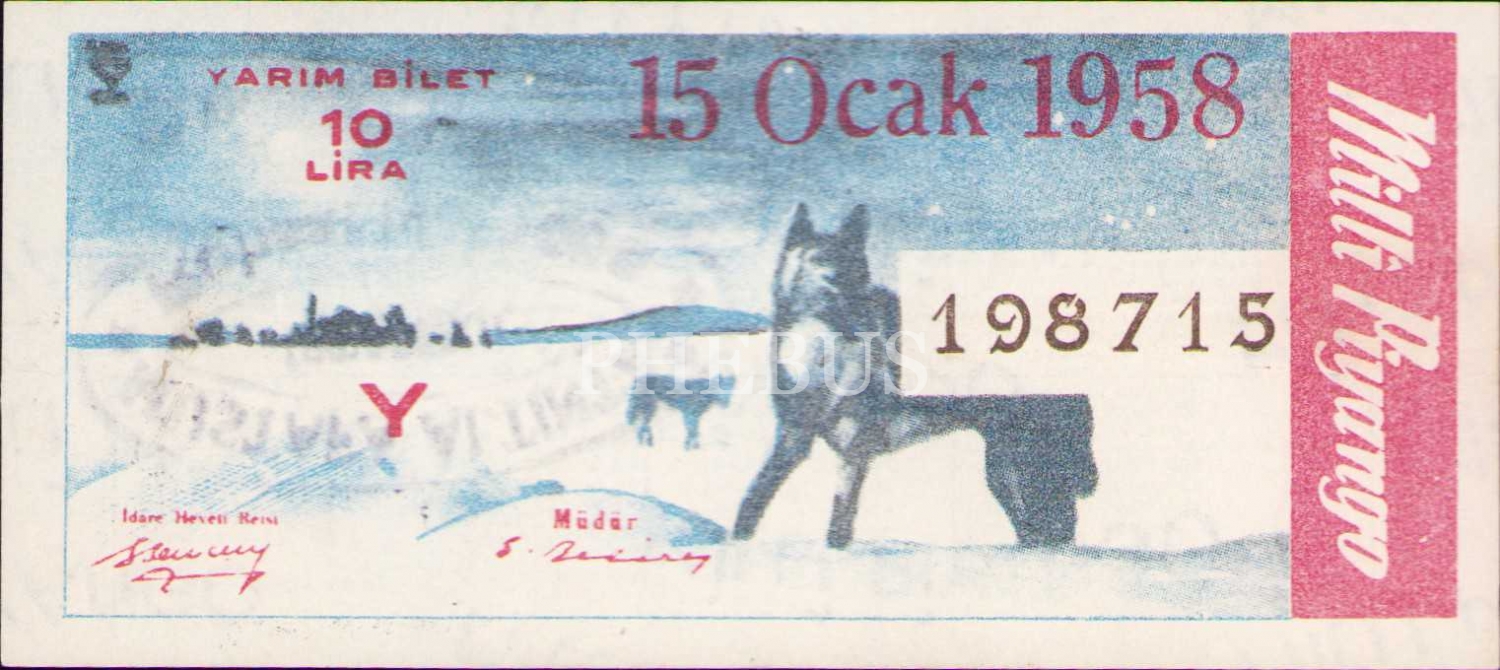 YARIM BİLET
10
LİRA
15 Ocak 1958
198715
Y
İdare Heyeti Reisi
Müdür
Milli Piyango
PHEBUS